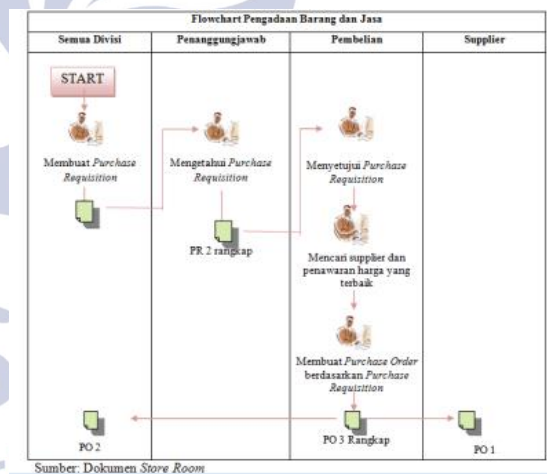 Flowchart Pengadaan Barang dan Jasa
Semua Divisi
Penanggungjawab
Pembelian
Supplier
START
Membuat Purchase
Requisition
Mengetahui Purchase
Requisition
Menyetujui Purchase
Requisition
PR 2 rangkap
Mencari supplier dan
penawaran harga yang
terbaik
Membuat Purchase Order
berdasarkan Purchase
Requisition
PO 2
PO 3 Rangkap
PO 1
Sumber: Dokumen Store Room